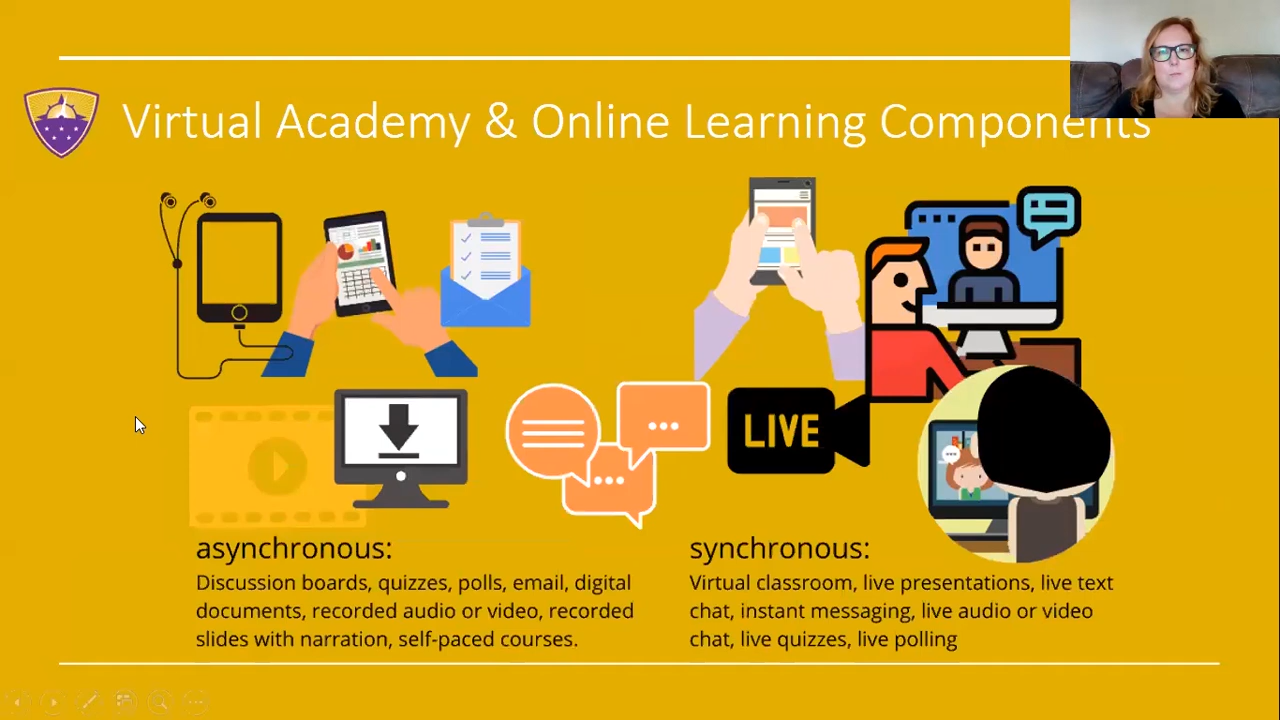 Virtual Academy & Online Learning Components
LIVE
asynchronous:
Discussion boards, quizzes, polls, email, digital
documents, recorded audio or video, recorded
slides with narration, self-paced courses.
synchronous:
Virtual classroom, live presentations, live text
chat, instant messaging, live audio or video
chat, live quizzes, live polling